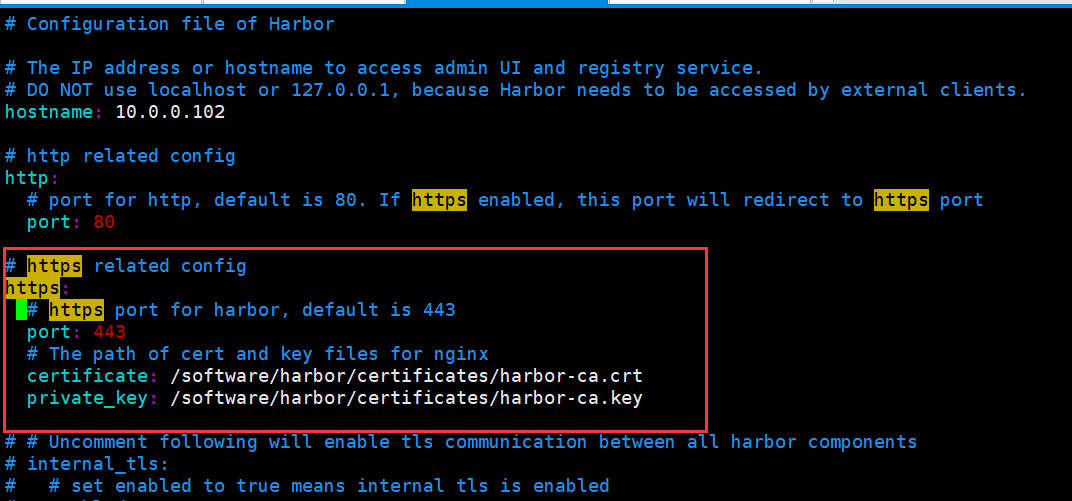 # Configuration file of Harbor
# The IP address or hostname to access admin UI and registry service.
# DO NOT use localhost or 127.0.0.1, because Harbor needs to be accessed by external clients.
hostname: 10.0.0.102
# http related config
http:
  # port for http, default is 80. If https enabled, this port will redirect to https port
  port: 80
# https related config
https:
  # https port for harbor, default is 443
  port: 443
  # The path of cert and key files for nginx
  certificate: /software/harbor/certificates/harbor-ca.crt
  private_key: /software/harbor/certificates/harbor-ca.key
# # Uncomment following will enable tls communication between all harbor components
# internal_tls:
#   # set enabled to true means internal tls is enabled